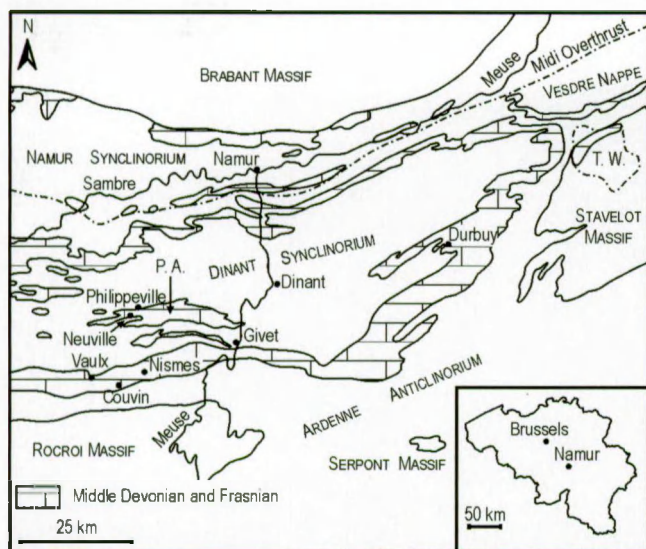 N
BRABANT MASSIF
Meuse
Midi Overthrust
VESDRE NAPPE
NAMUR SYNCLINORIUM
Namur
T. W.
Sambre
STAVELOT
MASSIF
DINANT SYNCLINORIUM
Durbuy
P. A.
Dinant
Philippeville
Neuville
Givet
Vaulx
Nismes
Couvin
ARDENNE ANTICLINORIUM
Meuse
ROCROI MASSIF
SERPONT MASSIF
Brussels
Namur
Middle Devonian and Frasnian
25 km
50 km